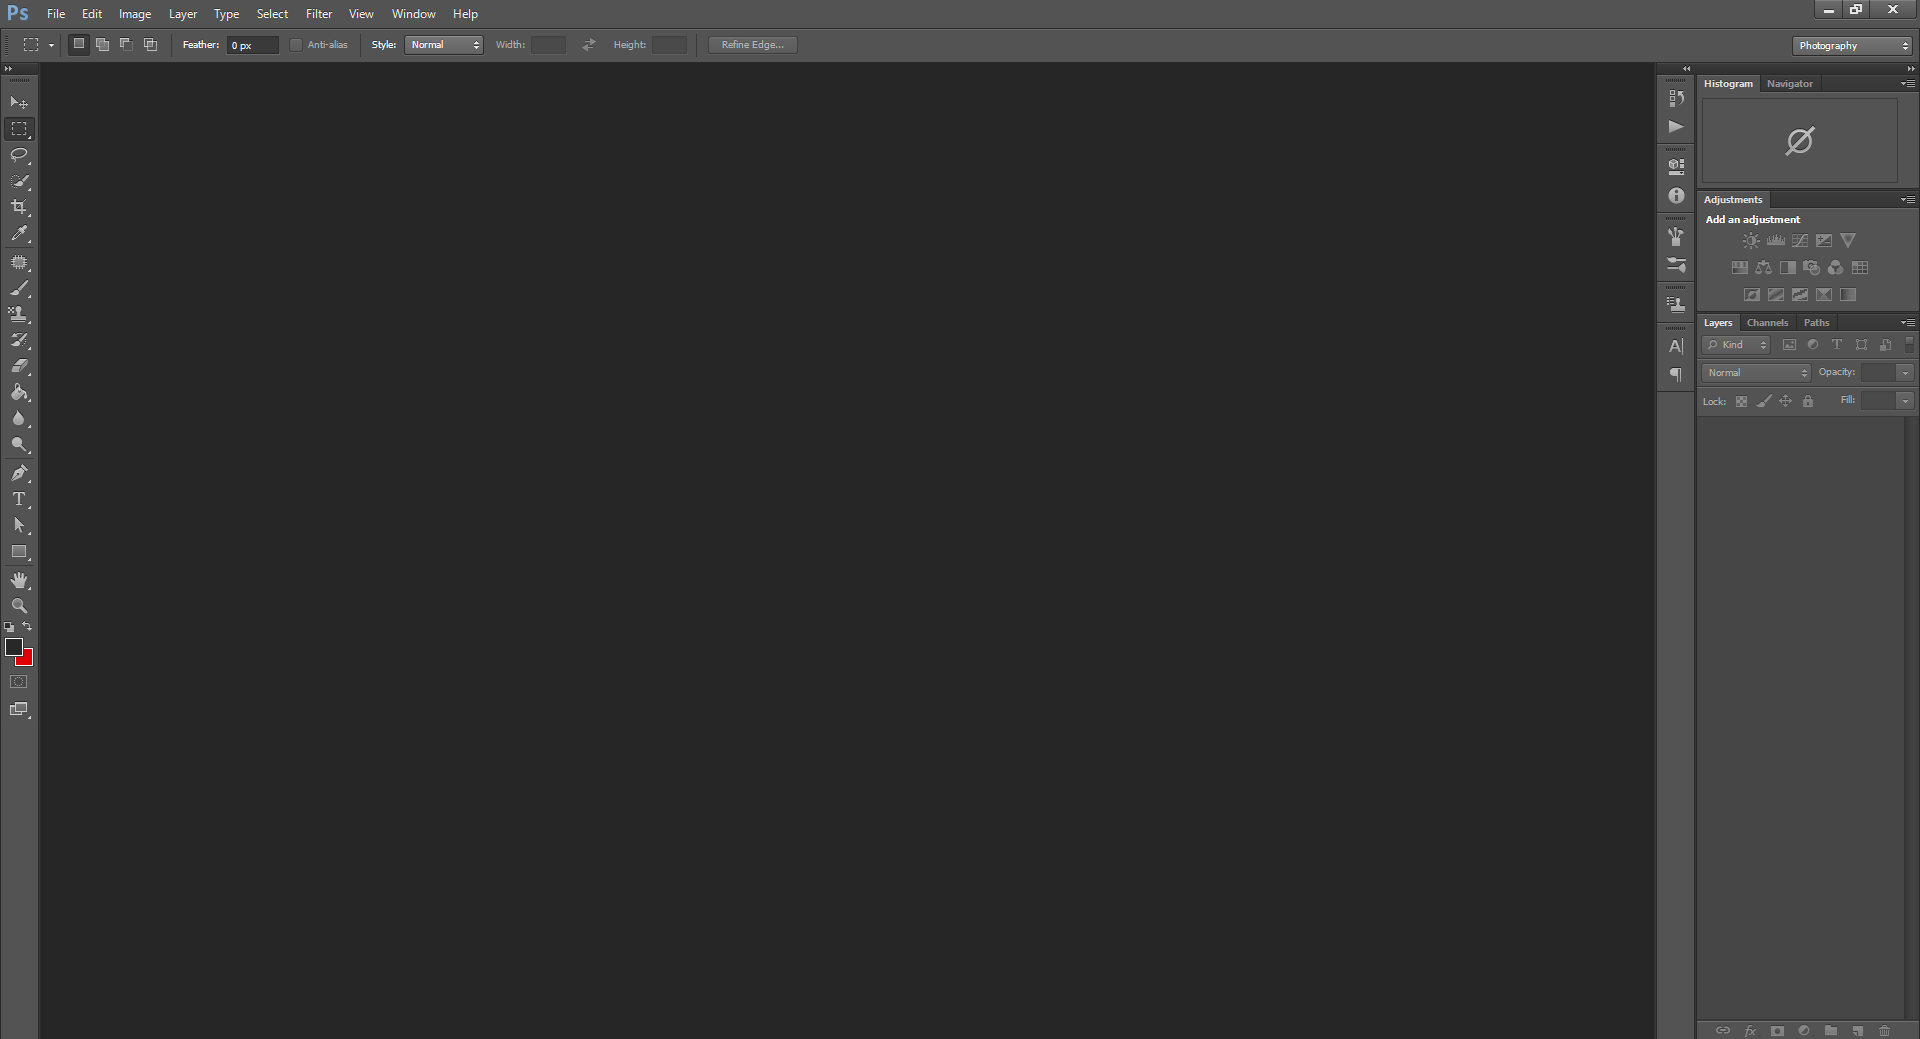 Ps File Edit Image Layer Type Select Filter View Window Help
Feather: 0 px Anti-alias Style: Normal Width: Height: Refine Edge... Photography
Histogram Navigator
Adjustments
Add an adjustment
Layers Channels Paths
Kind
Normal Opacity:
Lock: Fill: